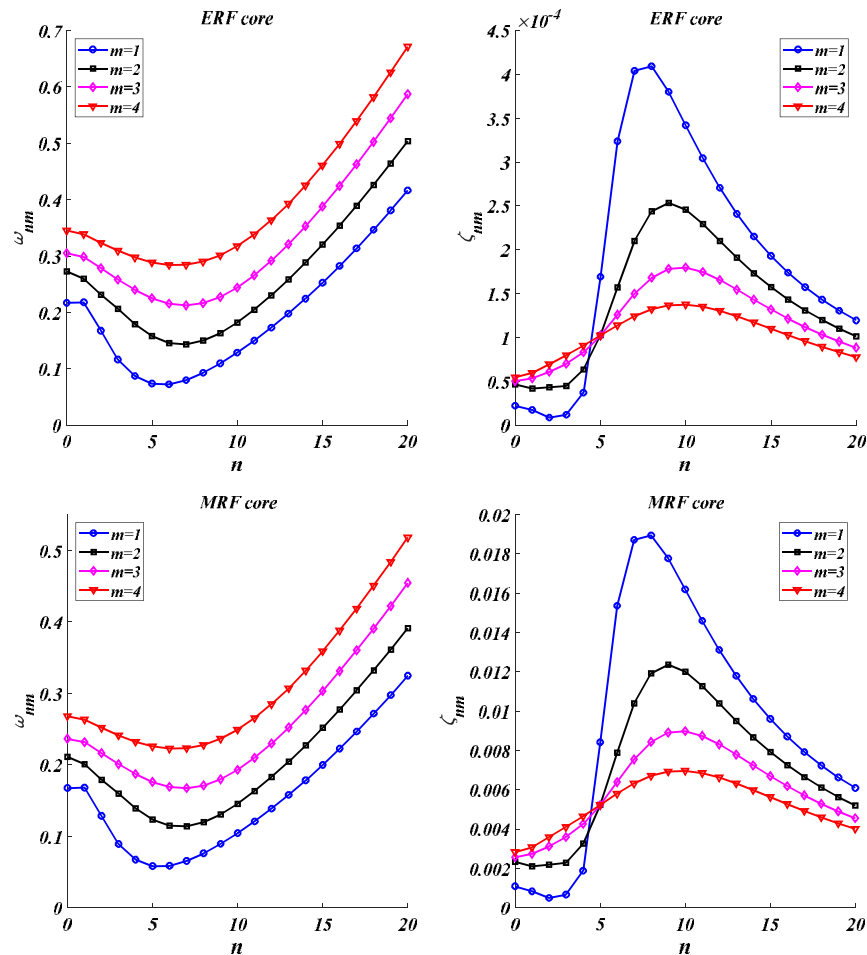 ERF core
0.7
0.6
0.5
0.4
0.3
0.2
0.1
0
ω_nm
m=1
m=2
m=3
m=4
0 5 10 15 20
n
ERF core
×10⁻⁴
4.5
4
3.5
3
2.5
2
1.5
1
0.5
0
ζ_nm
m=1
m=2
m=3
m=4
0 5 10 15 20
n
MRF core
0.5
0.4
0.3
0.2
0.1
0
ω_nm
m=1
m=2
m=3
m=4
0 5 10 15 20
n
MRF core
0.02
0.018
0.016
0.014
0.012
0.01
0.008
0.006
0.004
0.002
0
ζ_nm
m=1
m=2
m=3
m=4
0 5 10 15 20
n